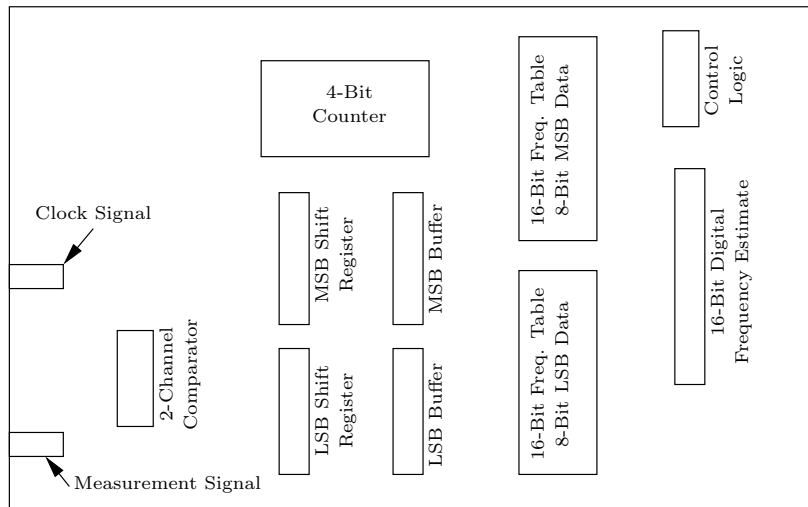 4-Bit
Counter
16-Bit Freq. Table
8-Bit MSB Data
Control
Logic
Clock Signal
MSB Shift
Register
MSB Buffer
16-Bit Digital
Frequency Estimate
2-Channel
Comparator
LSB Shift
Register
LSB Buffer
16-Bit Freq. Table
8-Bit LSB Data
Measurement Signal